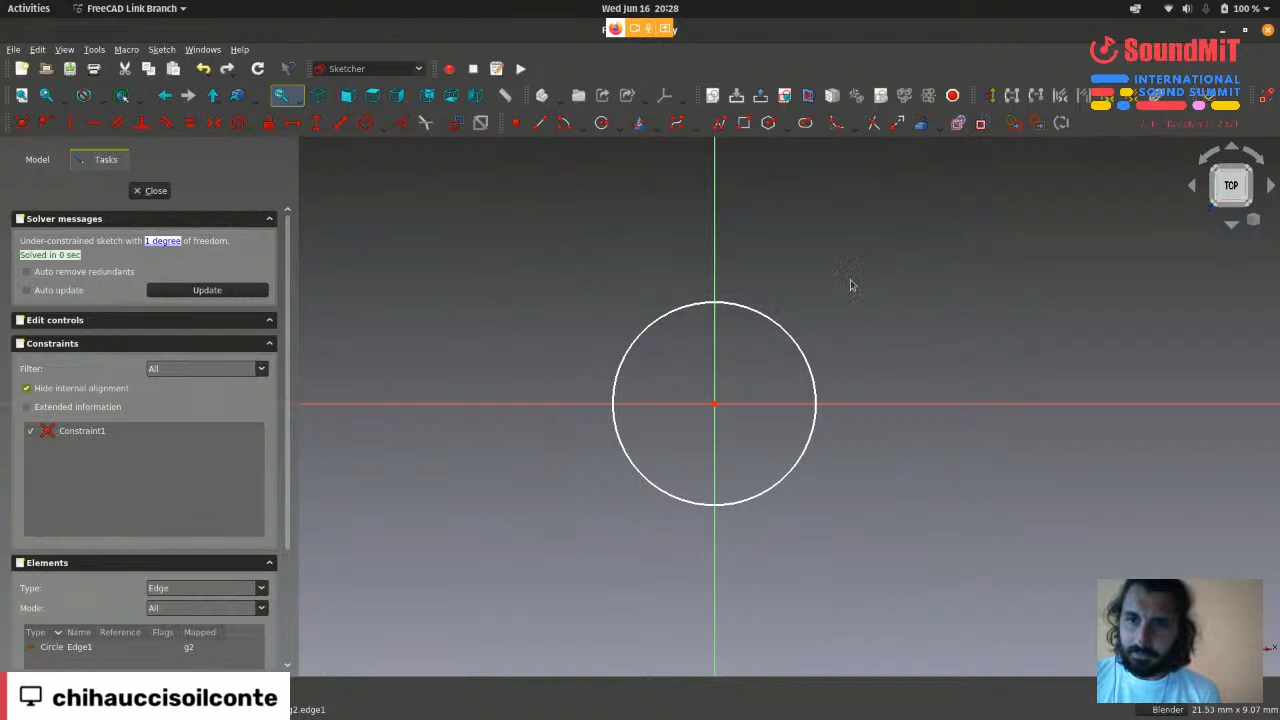 Activities
FreeCAD Link Branch
Wed Jun 16 20:28
100 %
File Edit View Tools Macro Sketch Windows Help
SoundMiT
INTERNATIONAL
SOUND SUMMIT
Sketcher
Model
Tasks
Close
TOP
Solver messages
Under-constrained sketch with 1 degree of freedom.
Solved in 0 sec
Auto remove redundants
Auto update
Update
Edit controls
Constraints
Filter:
All
Hide internal alignment
Extended information
Constraint1
Elements
Type:
Edge
Mode:
All
Type Name Reference Flags Mapped
Circle Edge1 g2
chihauccisoilconte
g2.edge1
Blender 21.53 mm x 9.07 mm